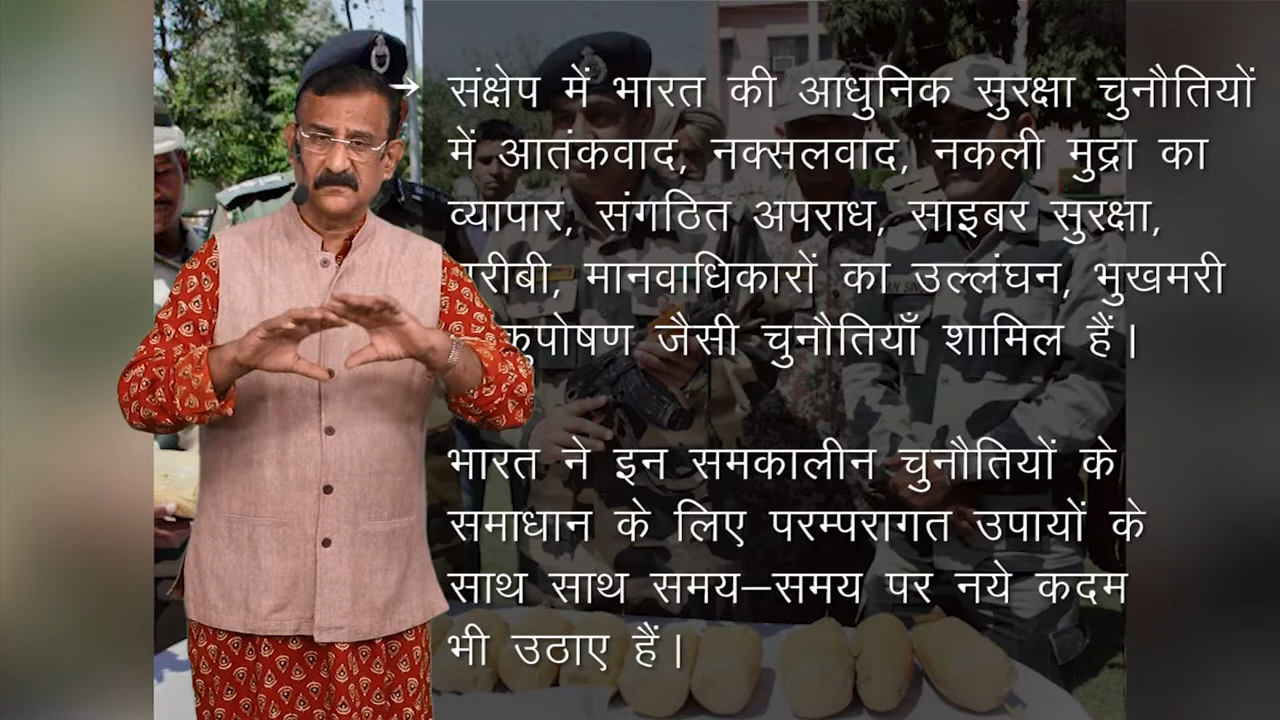 → संक्षेप में भारत की आधुनिक सुरक्षा चुनौतियों
में आतंकवाद, नक्सलवाद, नकली मुद्रा का
व्यापार, संगठित अपराध, साइबर सुरक्षा,
मानवाधिकारों का उल्लंघन, भुखमरी
कुपोषण जैसी चुनौतियाँ शामिल हैं।
भारत ने इन समकालीन चुनौतियों के
समाधान के लिए परम्परागत उपायों के
साथ साथ समय–समय पर नये कदम
भी उठाए हैं।